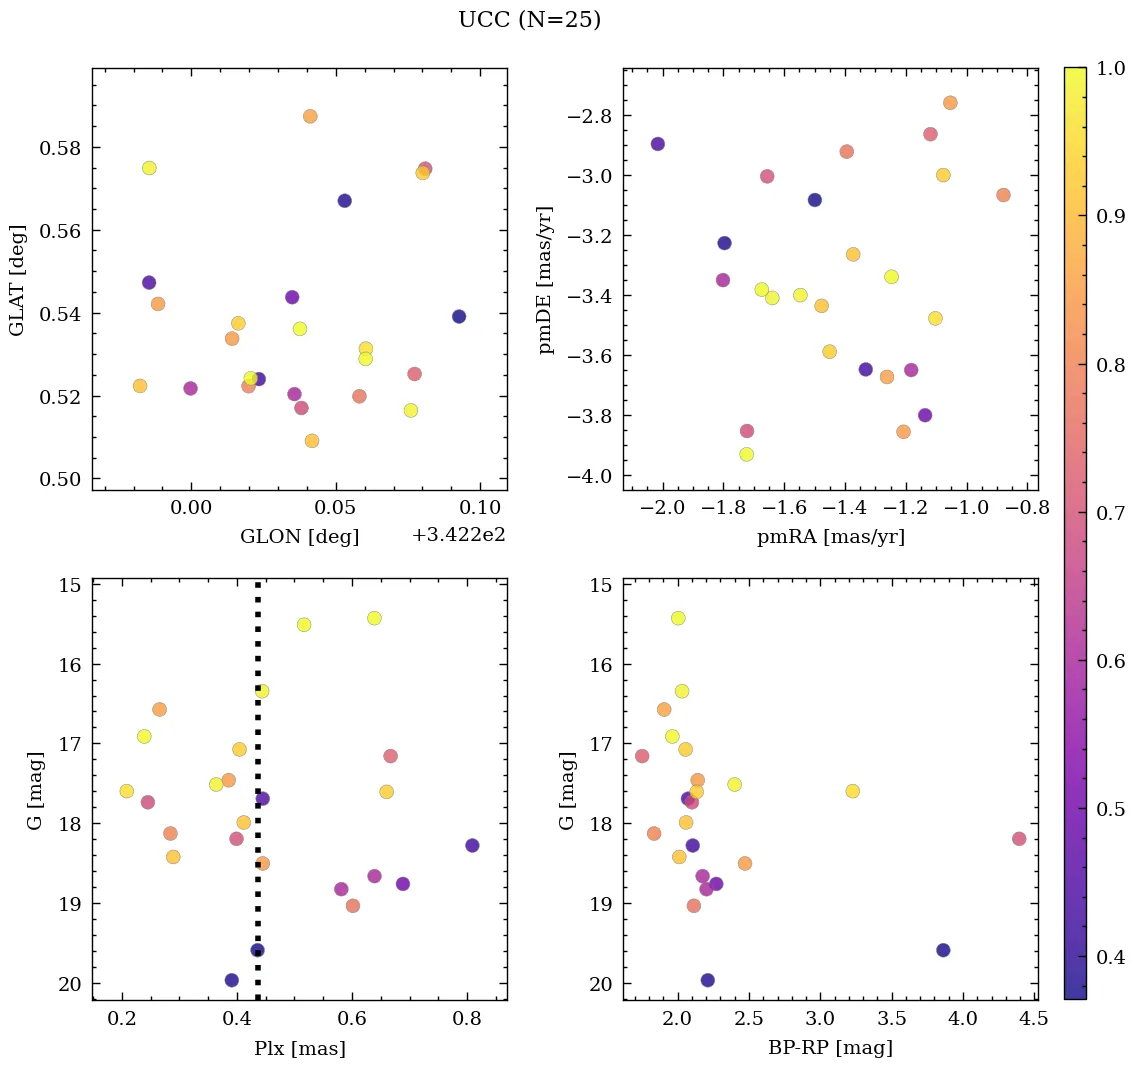 UCC (N=25)
0.58
0.56
0.54
0.52
0.50
GLAT [deg]
0.00 0.05 0.10
GLON [deg]
+3.422e2
−2.8
−3.0
−3.2
−3.4
−3.6
−3.8
−4.0
pmDE [mas/yr]
−2.0 −1.8 −1.6 −1.4 −1.2 −1.0 −0.8
pmRA [mas/yr]
15
16
17
18
19
20
G [mag]
0.2 0.4 0.6 0.8
Plx [mas]
15
16
17
18
19
20
G [mag]
2.0 2.5 3.0 3.5 4.0 4.5
BP-RP [mag]
1.0
0.9
0.8
0.7
0.6
0.5
0.4